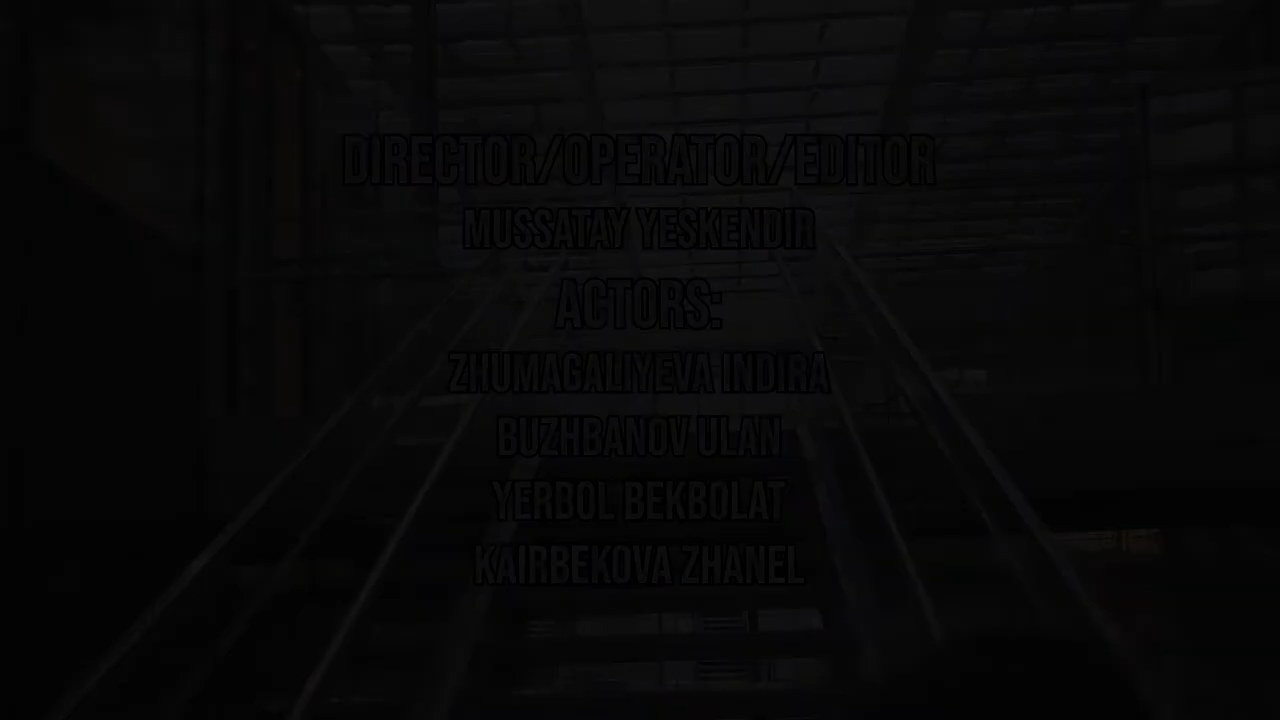 DIRECTOR/OPERATOR/EDITOR
MUSSATAY YESKENDIR
ACTORS:
ZHUMAGALIYEVA INDIRA
BUZHBANOV ULAN
YERBOL BEKBOLAT
KAIRBEKOVA ZHANEL